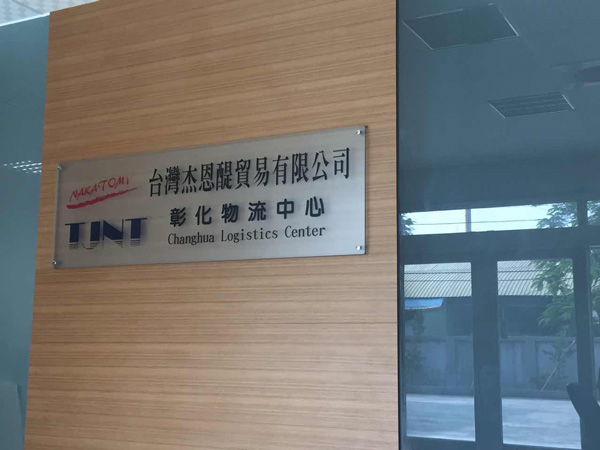 NAKATOMI
台灣杰恩醍貿易有限公司
TJNT
彰化物流中心
Changhua Logistics Center